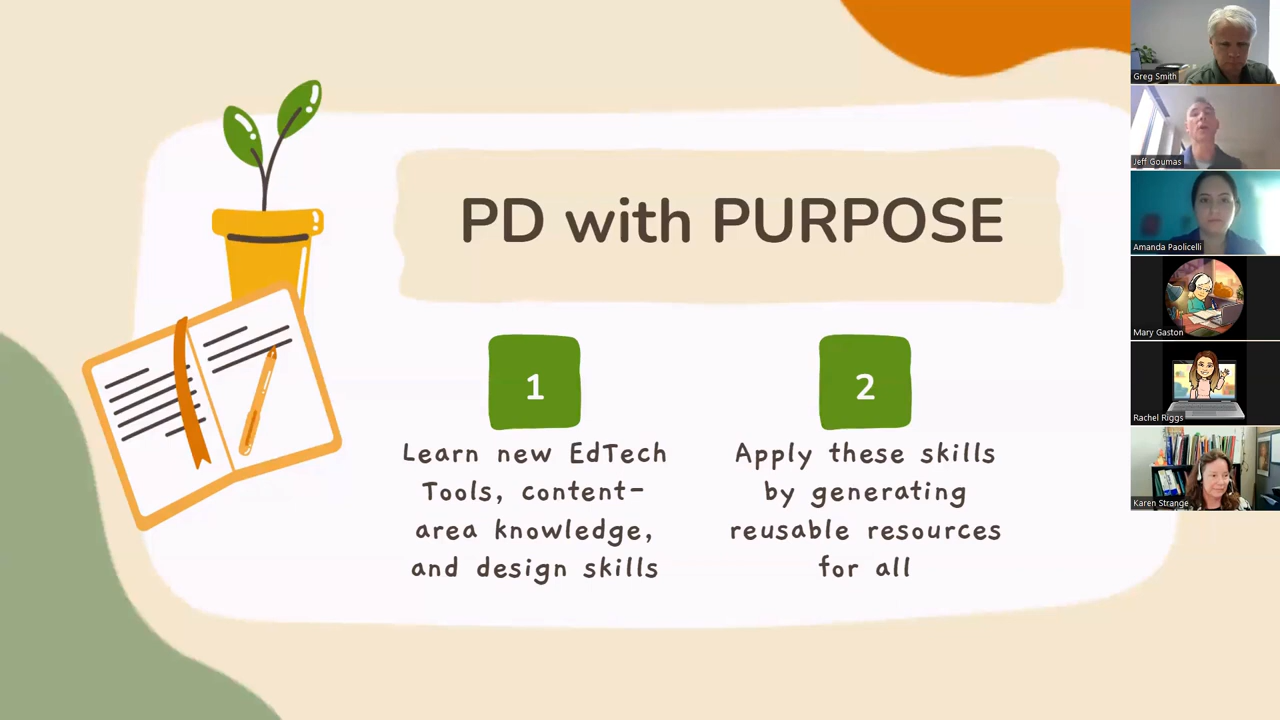 PD with PURPOSE
1
Learn new EdTech
Tools, content-
area knowledge,
and design skills
2
Apply these skills
by generating
reusable resources
for all
Greg Smith
Jeff Goumas
Amanda Paolicelli
Mary Gaston
Rachel Riggs
Karen Strange